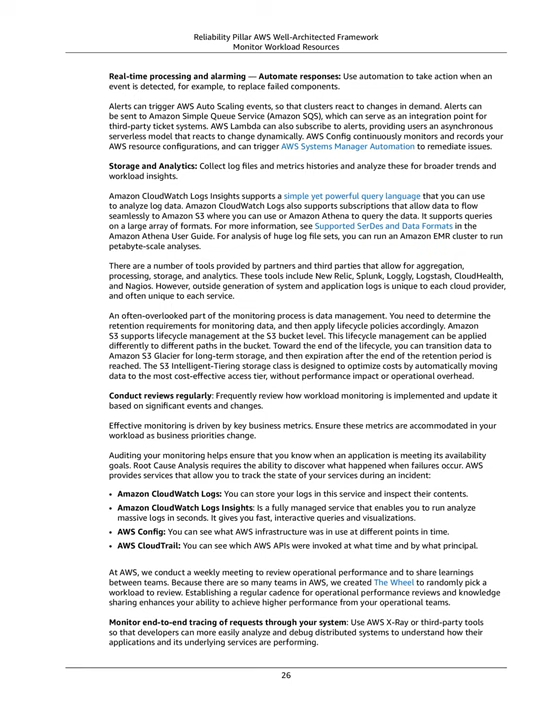 Reliability Pillar AWS Well-Architected Framework
Monitor Workload Resources
Real-time processing and alarming — Automate responses: Use automation to take action when an
event is detected, for example, to replace failed components.
Alerts can trigger AWS Auto Scaling events, so that clusters react to changes in demand. Alerts can
be sent to Amazon Simple Queue Service (Amazon SQS), which can serve as an integration point for
third-party ticket systems. AWS Lambda can also subscribe to alerts, providing users an asynchronous
serverless model that reacts to change dynamically. AWS Config continuously monitors and records your
AWS resource configurations, and can trigger AWS Systems Manager Automation to remediate issues.
Storage and Analytics: Collect log files and metrics histories and analyze these for broader trends and
workload insights.
Amazon CloudWatch Logs Insights supports a simple yet powerful query language that you can use
to analyze log data. Amazon CloudWatch Logs also supports subscriptions that allow data to flow
seamlessly to Amazon S3 where you can use or Amazon Athena to query the data. It supports queries
on a large array of formats. For more information, see Supported SerDes and Data Formats in the
Amazon Athena User Guide. For analysis of huge log file sets, you can run an Amazon EMR cluster to run
petabyte-scale analyses.
There are a number of tools provided by partners and third parties that allow for aggregation,
processing, storage, and analytics. These tools include New Relic, Splunk, Loggly, Logstash, CloudHealth,
and Nagios. However, outside generation of system and application logs is unique to each cloud provider,
and often unique to each service.
An often-overlooked part of the monitoring process is data management. You need to determine the
retention requirements for monitoring data, and then apply lifecycle policies accordingly. Amazon
S3 supports lifecycle management at the S3 bucket level. This lifecycle management can be applied
differently to different paths in the bucket. Toward the end of the lifecycle, you can transition data to
Amazon S3 Glacier for long-term storage, and then expiration after the end of the retention period is
reached. The S3 Intelligent-Tiering storage class is designed to optimize costs by automatically moving
data to the most cost-effective access tier, without performance impact or operational overhead.
Conduct reviews regularly: Frequently review how workload monitoring is implemented and update it
based on significant events and changes.
Effective monitoring is driven by key business metrics. Ensure these metrics are accommodated in your
workload as business priorities change.
Auditing your monitoring helps ensure that you know when an application is meeting its availability
goals. Root Cause Analysis requires the ability to discover what happened when failures occur. AWS
provides services that allow you to track the state of your services during an incident:
• Amazon CloudWatch Logs: You can store your logs in this service and inspect their contents.
• Amazon CloudWatch Logs Insights: Is a fully managed service that enables you to run analyze
massive logs in seconds. It gives you fast, interactive queries and visualizations.
• AWS Config: You can see what AWS infrastructure was in use at different points in time.
• AWS CloudTrail: You can see which AWS APIs were invoked at what time and by what principal.
At AWS, we conduct a weekly meeting to review operational performance and to share learnings
between teams. Because there are so many teams in AWS, we created The Wheel to randomly pick a
workload to review. Establishing a regular cadence for operational performance reviews and knowledge
sharing enhances your ability to achieve higher performance from your operational teams.
Monitor end-to-end tracing of requests through your system: Use AWS X-Ray or third-party tools
so that developers can more easily analyze and debug distributed systems to understand how their
applications and its underlying services are performing.
26